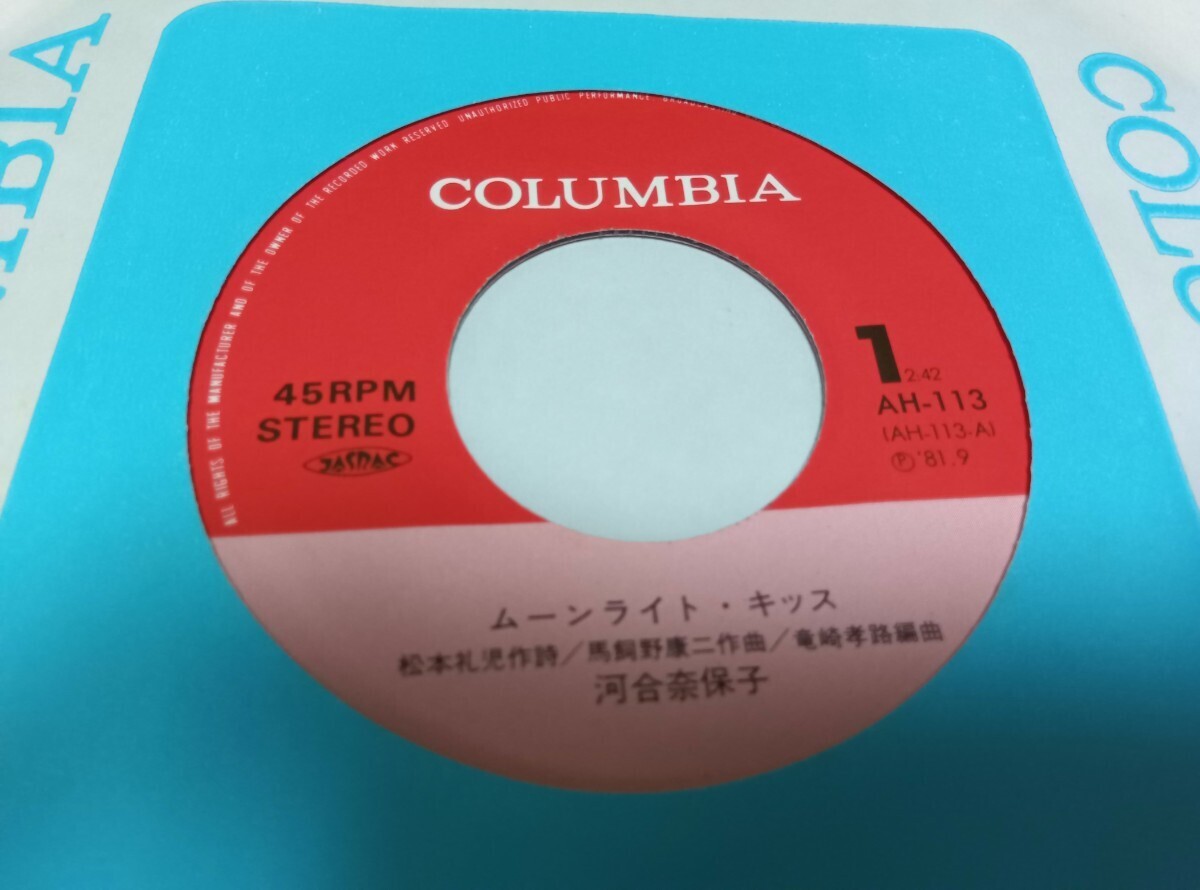 COLUMBIA
45RPM
STEREO
JASRAC
1
2:42
AH-113
(AH-113-A)
Ⓟ'81.9
ムーンライト・キッス
松本礼児作詩/馬飼野康二作曲/竜崎孝路編曲
河合奈保子
ALL RIGHTS OF THE MANUFACTURER AND OF THE OWNER OF THE RECORDED WORK RESERVED UNAUTHORIZED PUBLIC PERFORMANCE